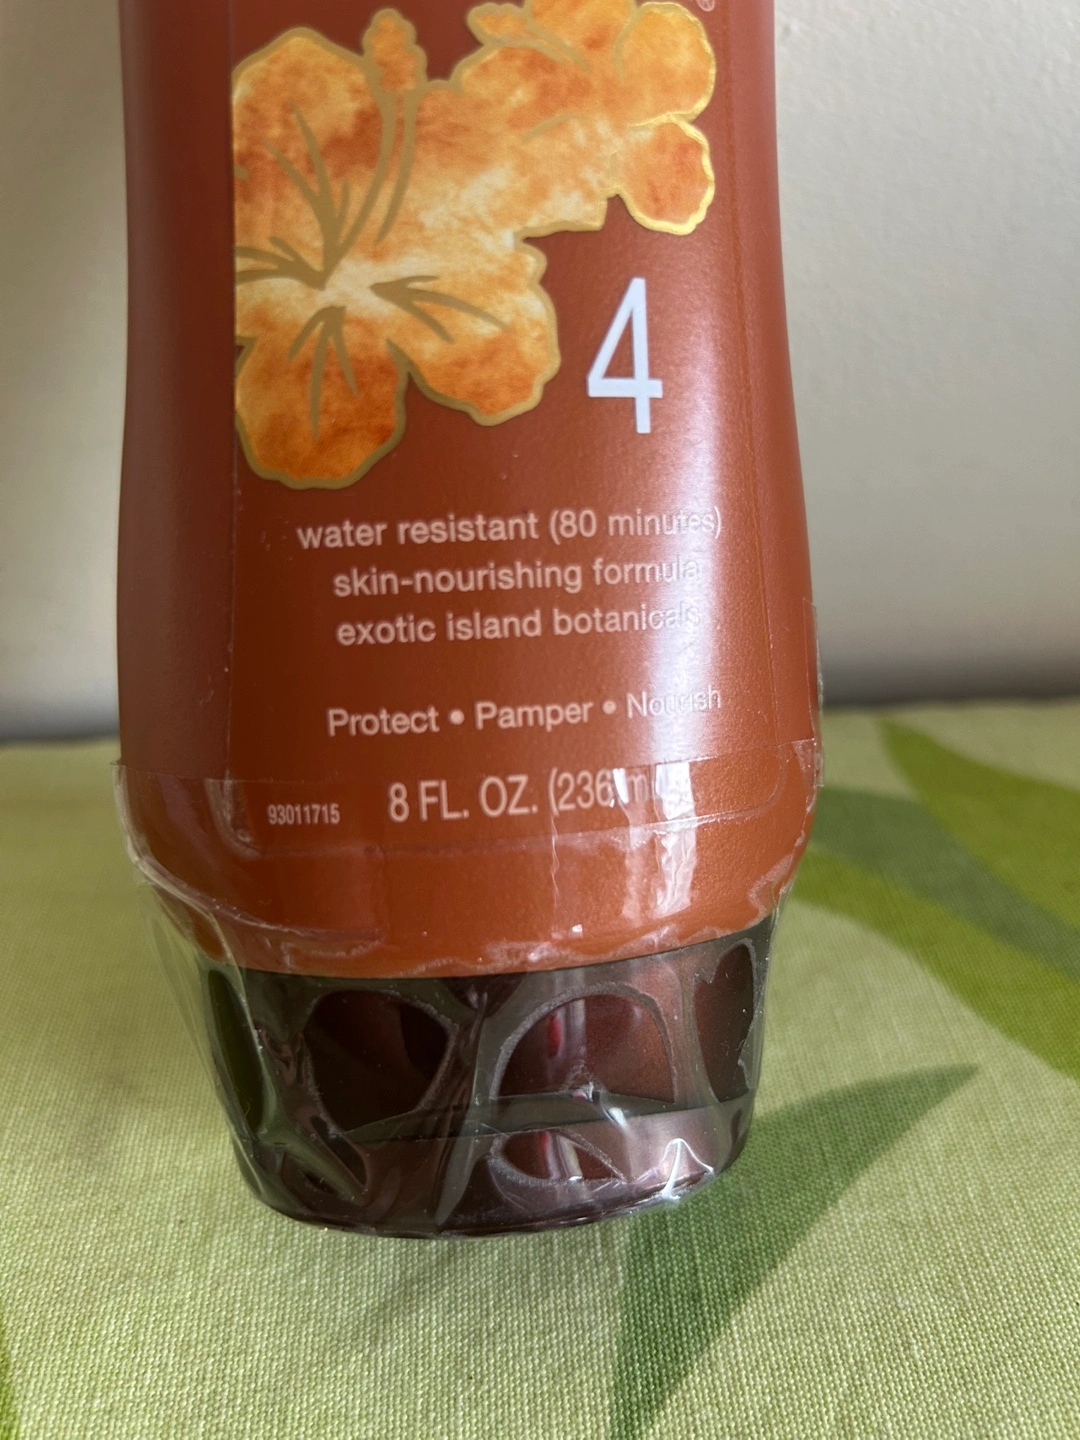 ®
4
water resistant (80 minutes)
skin-nourishing formula
exotic island botanicals
Protect • Pamper • Nourish
93011715 8 FL. OZ. (236 mL)